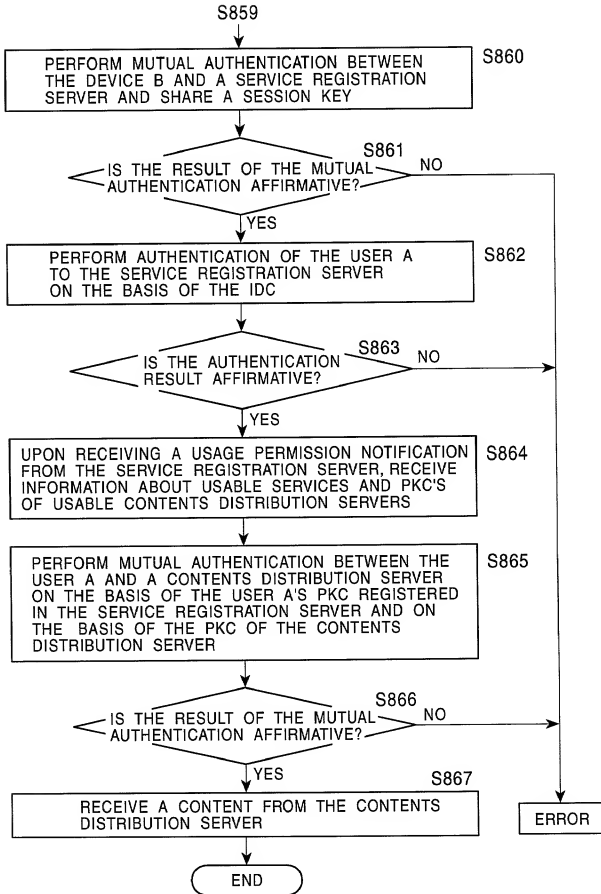 S859
S860
PERFORM MUTUAL AUTHENTICATION BETWEEN
THE DEVICE B AND A SERVICE REGISTRATION
SERVER AND SHARE A SESSION KEY
S861
IS THE RESULT OF THE MUTUAL
AUTHENTICATION AFFIRMATIVE?
NO
YES
PERFORM AUTHENTICATION OF THE USER A
TO THE SERVICE REGISTRATION SERVER
ON THE BASIS OF THE IDC
S862
S863
IS THE AUTHENTICATION
RESULT AFFIRMATIVE?
NO
YES
UPON RECEIVING A USAGE PERMISSION NOTIFICATION
FROM THE SERVICE REGISTRATION SERVER, RECEIVE
INFORMATION ABOUT USABLE SERVICES AND PKC'S
OF USABLE CONTENTS DISTRIBUTION SERVERS
S864
PERFORM MUTUAL AUTHENTICATION BETWEEN THE
USER A AND A CONTENTS DISTRIBUTION SERVER
ON THE BASIS OF THE USER A'S PKC REGISTERED
IN THE SERVICE REGISTRATION SERVER AND ON
THE BASIS OF THE PKC OF THE CONTENTS
DISTRIBUTION SERVER
S865
S866
IS THE RESULT OF THE MUTUAL
AUTHENTICATION AFFIRMATIVE?
NO
YES
S867
RECEIVE A CONTENT FROM THE CONTENTS
DISTRIBUTION SERVER
ERROR
END